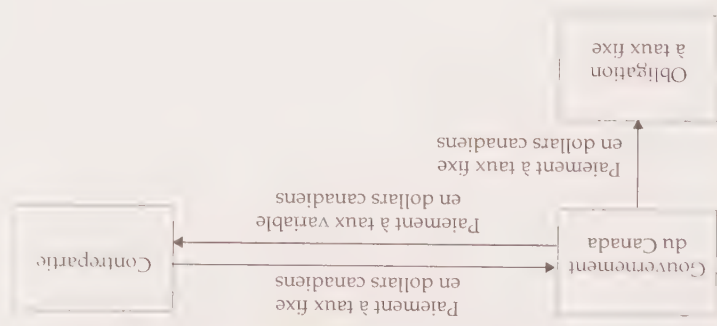 Paiement à taux fixe
en dollars canadiens
Gouvernement
du Canada
Contrepartie
Paiement à taux variable
en dollars canadiens
Paiement à taux fixe
en dollars canadiens
Obligation
à taux fixe